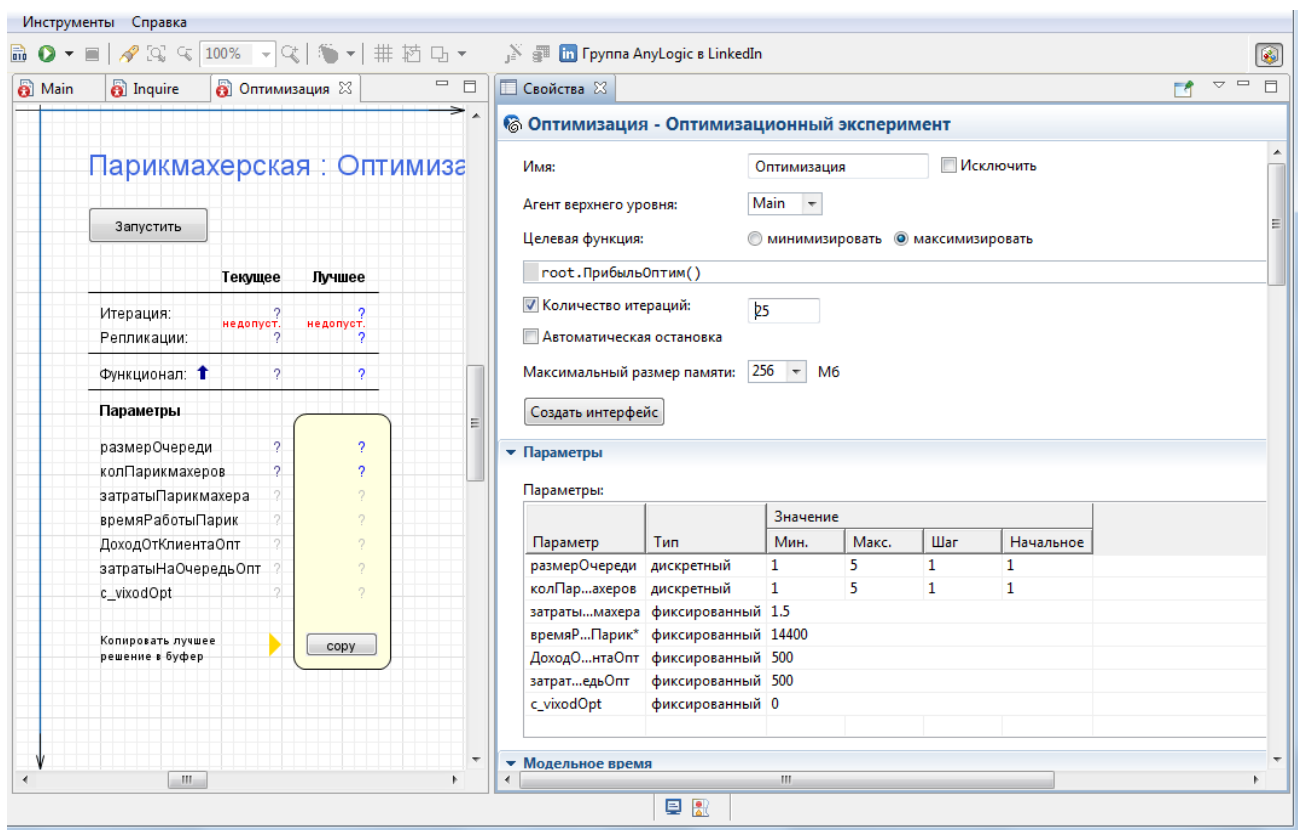 Инструменты Справка
100% Группа AnyLogic в LinkedIn
Main Inquire Оптимизация
Парикмахерская : Оптимиза
Запустить
Текущее Лучшее
Итерация: ? ?
недопуст. недопуст.
Репликации: ? ?
Функционал: ? ?
Параметры
размерОчереди ? ?
колПарикмахеров ? ?
затратыПарикмахера ? ?
времяРаботыПарик ? ?
ДоходОтКлиентаОпт ? ?
затратыНаОчередьОпт ? ?
c_vixodOpt ? ?
Копировать лучшее
решение в буфер
copy
Свойства
Оптимизация - Оптимизационный эксперимент
Имя: Оптимизация Исключить
Агент верхнего уровня: Main
Целевая функция: минимизировать максимизировать
root.ПрибыльОптим()
Количество итераций: 25
Автоматическая остановка
Максимальный размер памяти: 256 Мб
Создать интерфейс
Параметры
Параметры:
Значение
Параметр Тип Мин. Макс. Шаг Начальное
размерОчереди дискретный 1 5 1 1
колПар...ахеров дискретный 1 5 1 1
затраты...махера фиксированный 1.5
времяР...Парик* фиксированный 14400
ДоходО...нтаОпт фиксированный 500
затрат...едьОпт фиксированный 500
c_vixodOpt фиксированный 0
Модельное время